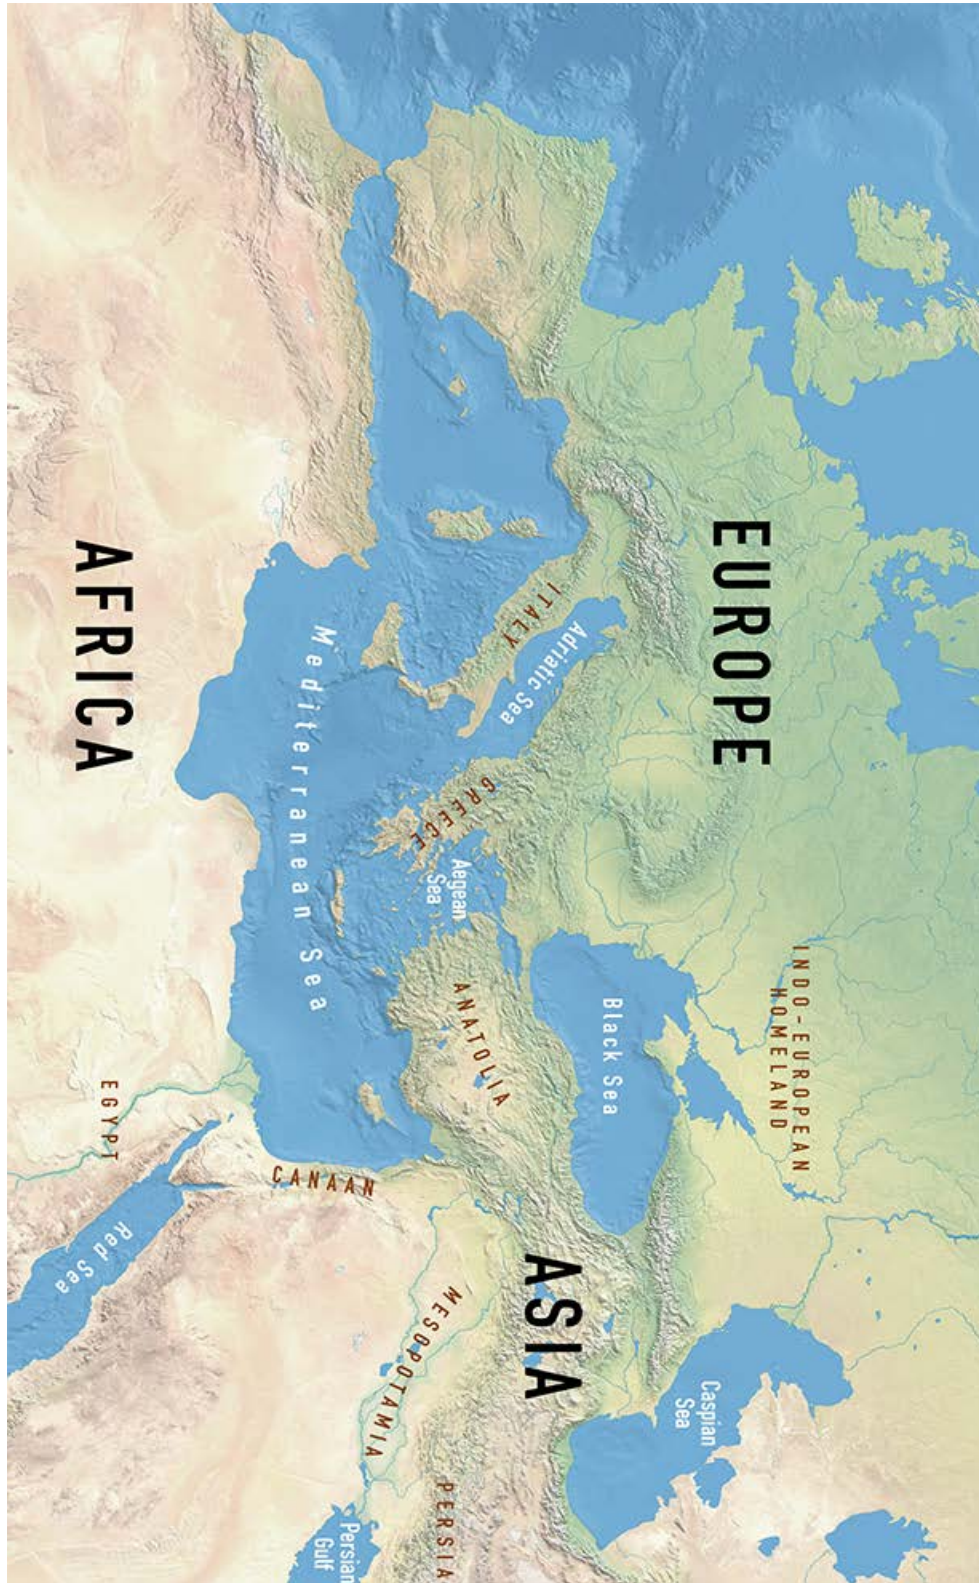 EUROPE
INDO-EUROPEAN
HOMELAND
ITALY
Adriatic Sea
Black Sea
Caspian
Sea
GREECE
Aegean
Sea
ANATOLIA
ASIA
Mediterranean Sea
MESOPOTAMIA
PERSIA
CANAAN
Persian
Gulf
AFRICA
EGYPT
Red Sea